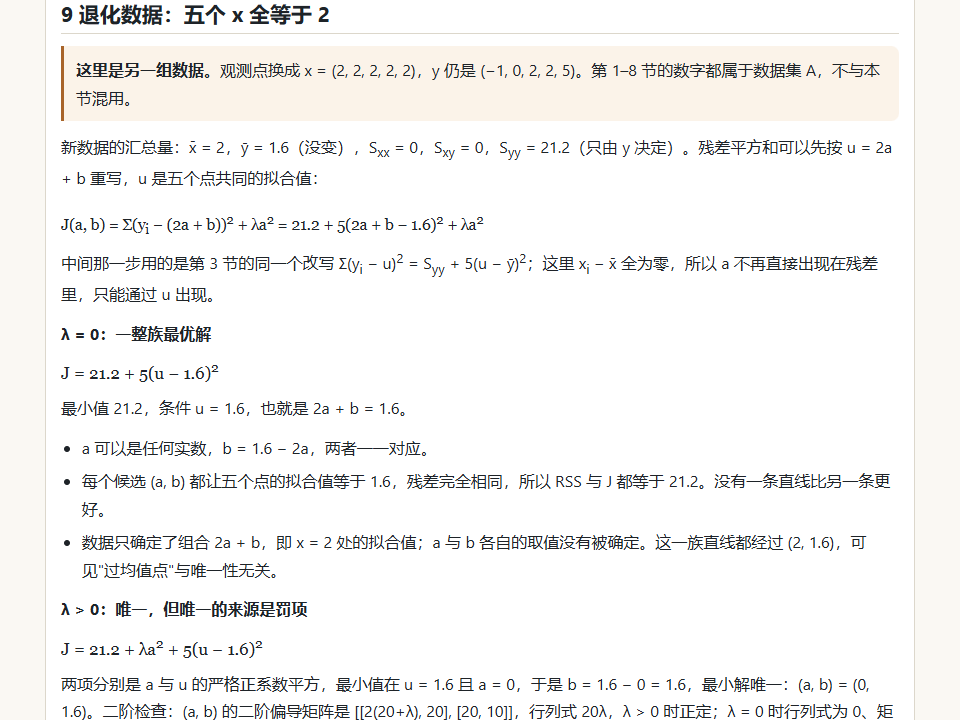 9 退化数据：五个 x 全等于 2
这里是另一组数据。观测点换成 x = (2, 2, 2, 2, 2)，y 仍是 (−1, 0, 2, 2, 5)。第 1–8 节的数字都属于数据集 A，不与本
节混用。
新数据的汇总量：x̄ = 2，ȳ = 1.6（没变），Sxx = 0，Sxy = 0，Syy = 21.2（只由 y 决定）。残差平方和可以先按 u = 2a
+ b 重写，u 是五个点共同的拟合值：
J(a, b) = Σ(yi − (2a + b))² + λa² = 21.2 + 5(2a + b − 1.6)² + λa²
中间那一步用的是第 3 节的同一个改写 Σ(yi − u)² = Syy + 5(u − ȳ)²；这里 xi − x̄ 全为零，所以 a 不再直接出现在残差
里，只能通过 u 出现。
λ = 0：一整族最优解
J = 21.2 + 5(u − 1.6)²
最小值 21.2，条件 u = 1.6，也就是 2a + b = 1.6。
• a 可以是任何实数，b = 1.6 − 2a，两者一一对应。
• 每个候选 (a, b) 都让五个点的拟合值等于 1.6，残差完全相同，所以 RSS 与 J 都等于 21.2。没有一条直线比另一条更
好。
• 数据只确定了组合 2a + b，即 x = 2 处的拟合值；a 与 b 各自的取值没有被确定。这一族直线都经过 (2, 1.6)，可
见"过均值点"与唯一性无关。
λ > 0：唯一，但唯一的来源是罚项
J = 21.2 + λa² + 5(u − 1.6)²
两项分别是 a 与 u 的严格正系数平方，最小值在 u = 1.6 且 a = 0，于是 b = 1.6 − 0 = 1.6，最小解唯一：(a, b) = (0,
1.6)。二阶检查：(a, b) 的二阶偏导矩阵是 [[2(20+λ), 20], [20, 10]]，行列式 20λ，λ > 0 时正定；λ = 0 时行列式为 0、矩